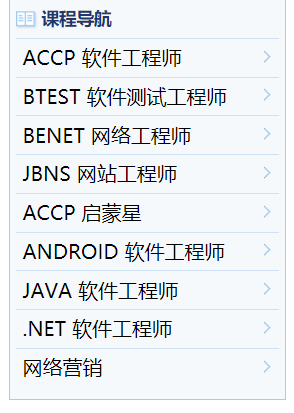 课程导航
ACCP 软件工程师
BTEST 软件测试工程师
BENET 网络工程师
JBNS 网站工程师
ACCP 启蒙星
ANDROID 软件工程师
JAVA 软件工程师
.NET 软件工程师
网络营销